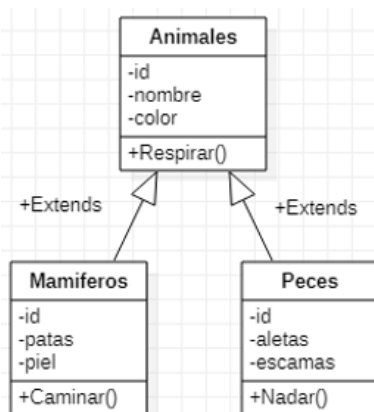 Animales
-id
-nombre
-color
+Respirar()
+Extends
+Extends
Mamiferos
-id
-patas
-piel
+Caminar()
Peces
-id
-aletas
-escamas
+Nadar()